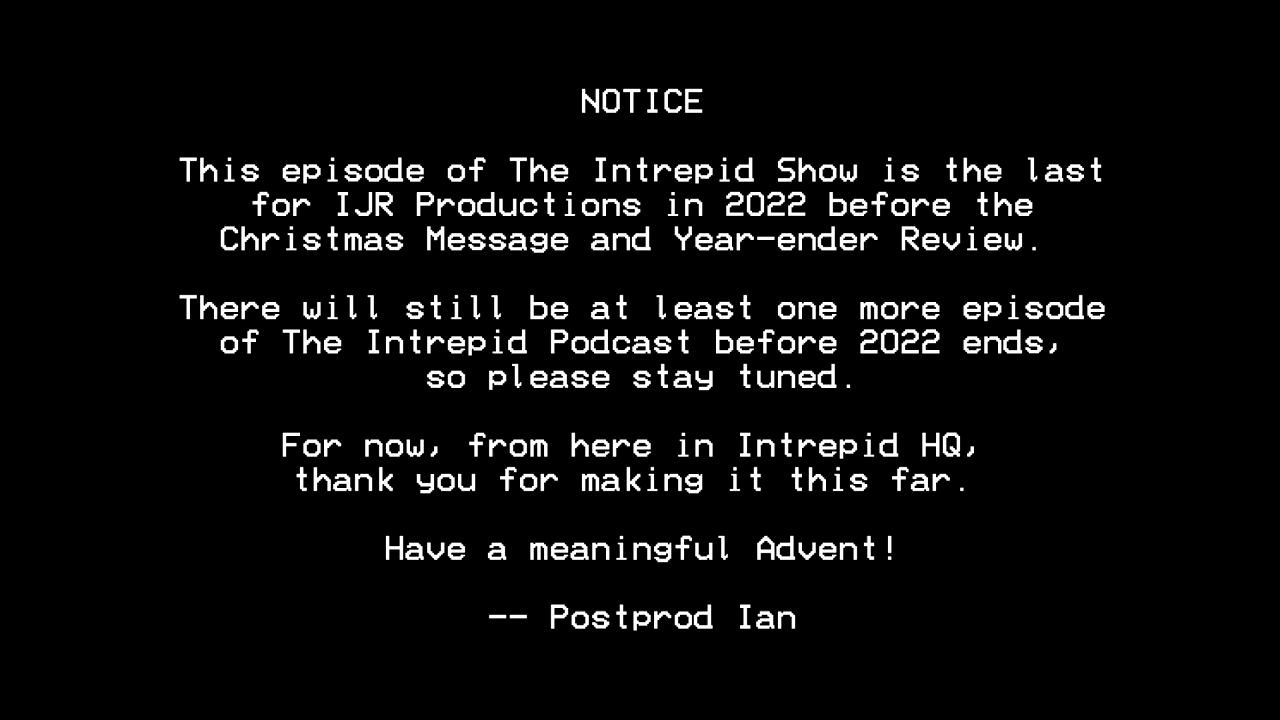 NOTICE
This episode of The Intrepid Show is the last
for IJR Productions in 2022 before the
Christmas Message and Year-ender Review.
There will still be at least one more episode
of The Intrepid Podcast before 2022 ends,
so please stay tuned.
For now, from here in Intrepid HQ,
thank you for making it this far.
Have a meaningful Advent!
-- Postprod Ian